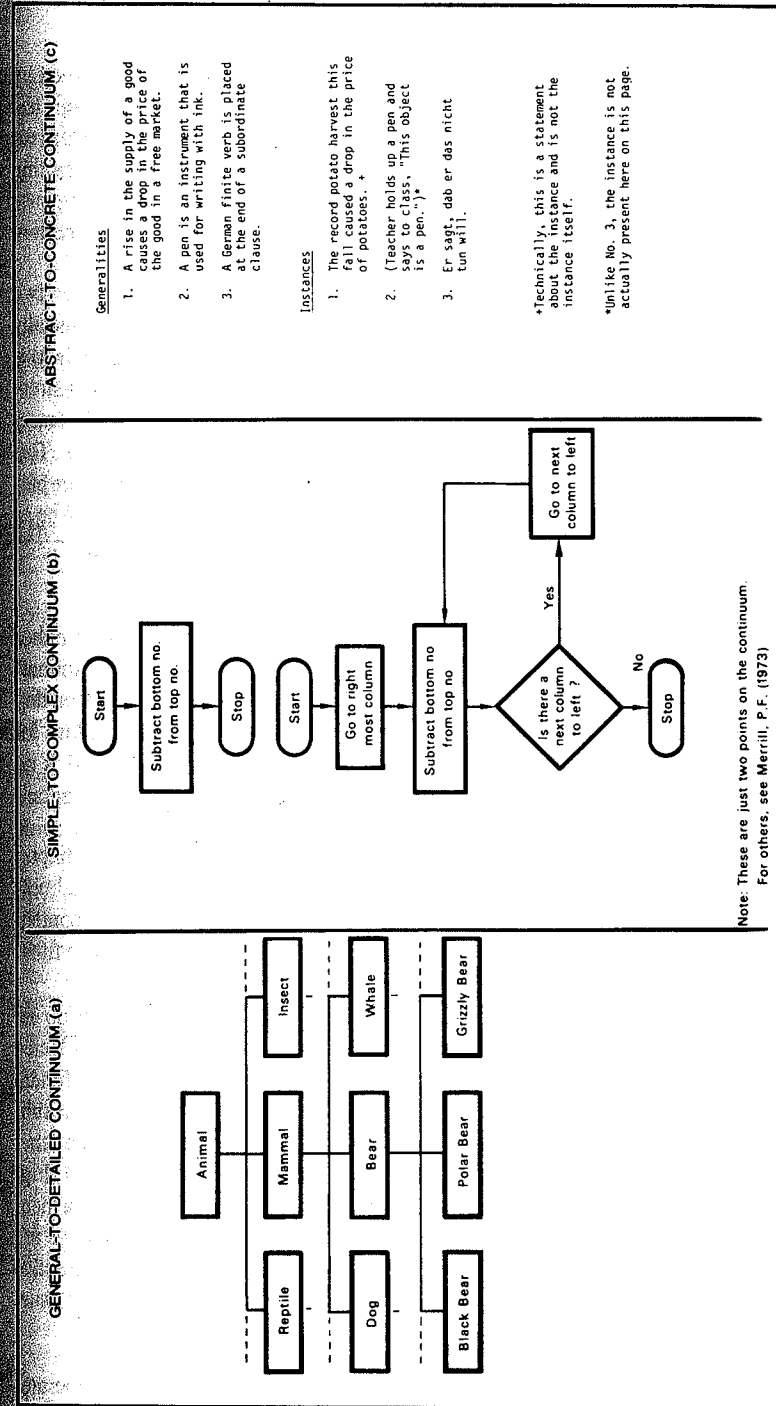 GENERAL-TO-DETAILED CONTINUUM (a)
Animal
Reptile
Mammal
Insect
Dog
Bear
Whale
Black Bear
Polar Bear
Grizzly Bear
SIMPLE-TO-COMPLEX CONTINUUM (b)
Start
Subtract bottom no.
from top no.
Stop
Start
Go to right
most column
Subtract bottom no
from top no
Is there a
next column
to left ?
Yes
Go to next
column to left
No
Stop
Note: These are just two points on the continuum.
For others, see Merrill, P.F. (1973)
ABSTRACT-TO-CONCRETE CONTINUUM (c)
Generalities
1. A rise in the supply of a good
causes a drop in the price of
the good in a free market.
2. A pen is an instrument that is
used for writing with ink.
3. A German finite verb is placed
at the end of a subordinate
clause.
Instances
1. The record potato harvest this
fall caused a drop in the price
of potatoes. +
2. (Teacher holds up a pen and
says to class, "This object
is a pen.")*
3. Er sagt, dab er das nicht
tun will.
+Technically, this is a statement
about the instance and is not the
instance itself.
*Unlike No. 3, the instance is not
actually present here on this page.